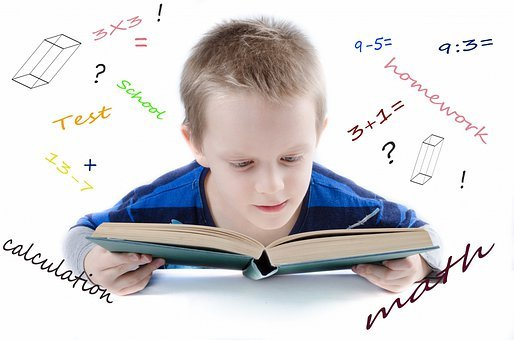 3x3
=
!
?
School
Test
13-7
+
calculation
9-5=
9:3=
homework
3+1=
?
!
math